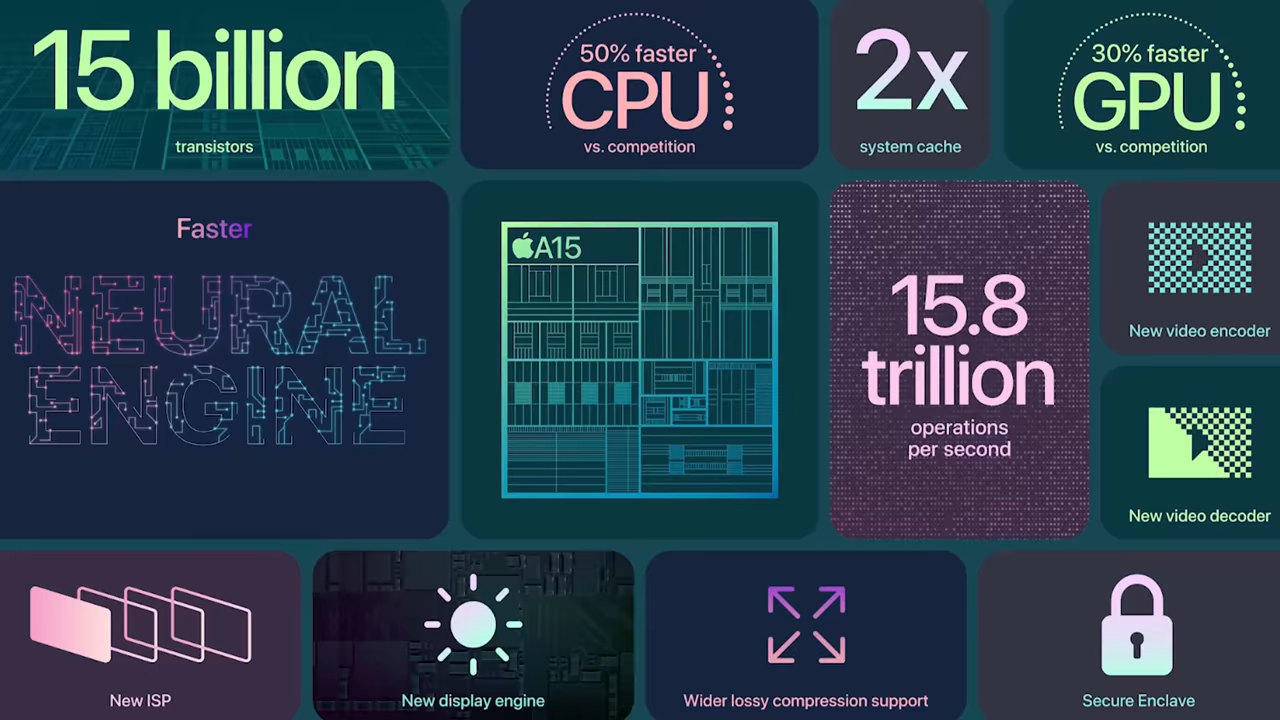 15 billion
transistors
50% faster
CPU
vs. competition
2x
system cache
30% faster
GPU
vs. competition
Faster
NEURAL
ENGINE
A15
15.8
trillion
operations
per second
New video encoder
New video decoder
New ISP
New display engine
Wider lossy compression support
Secure Enclave